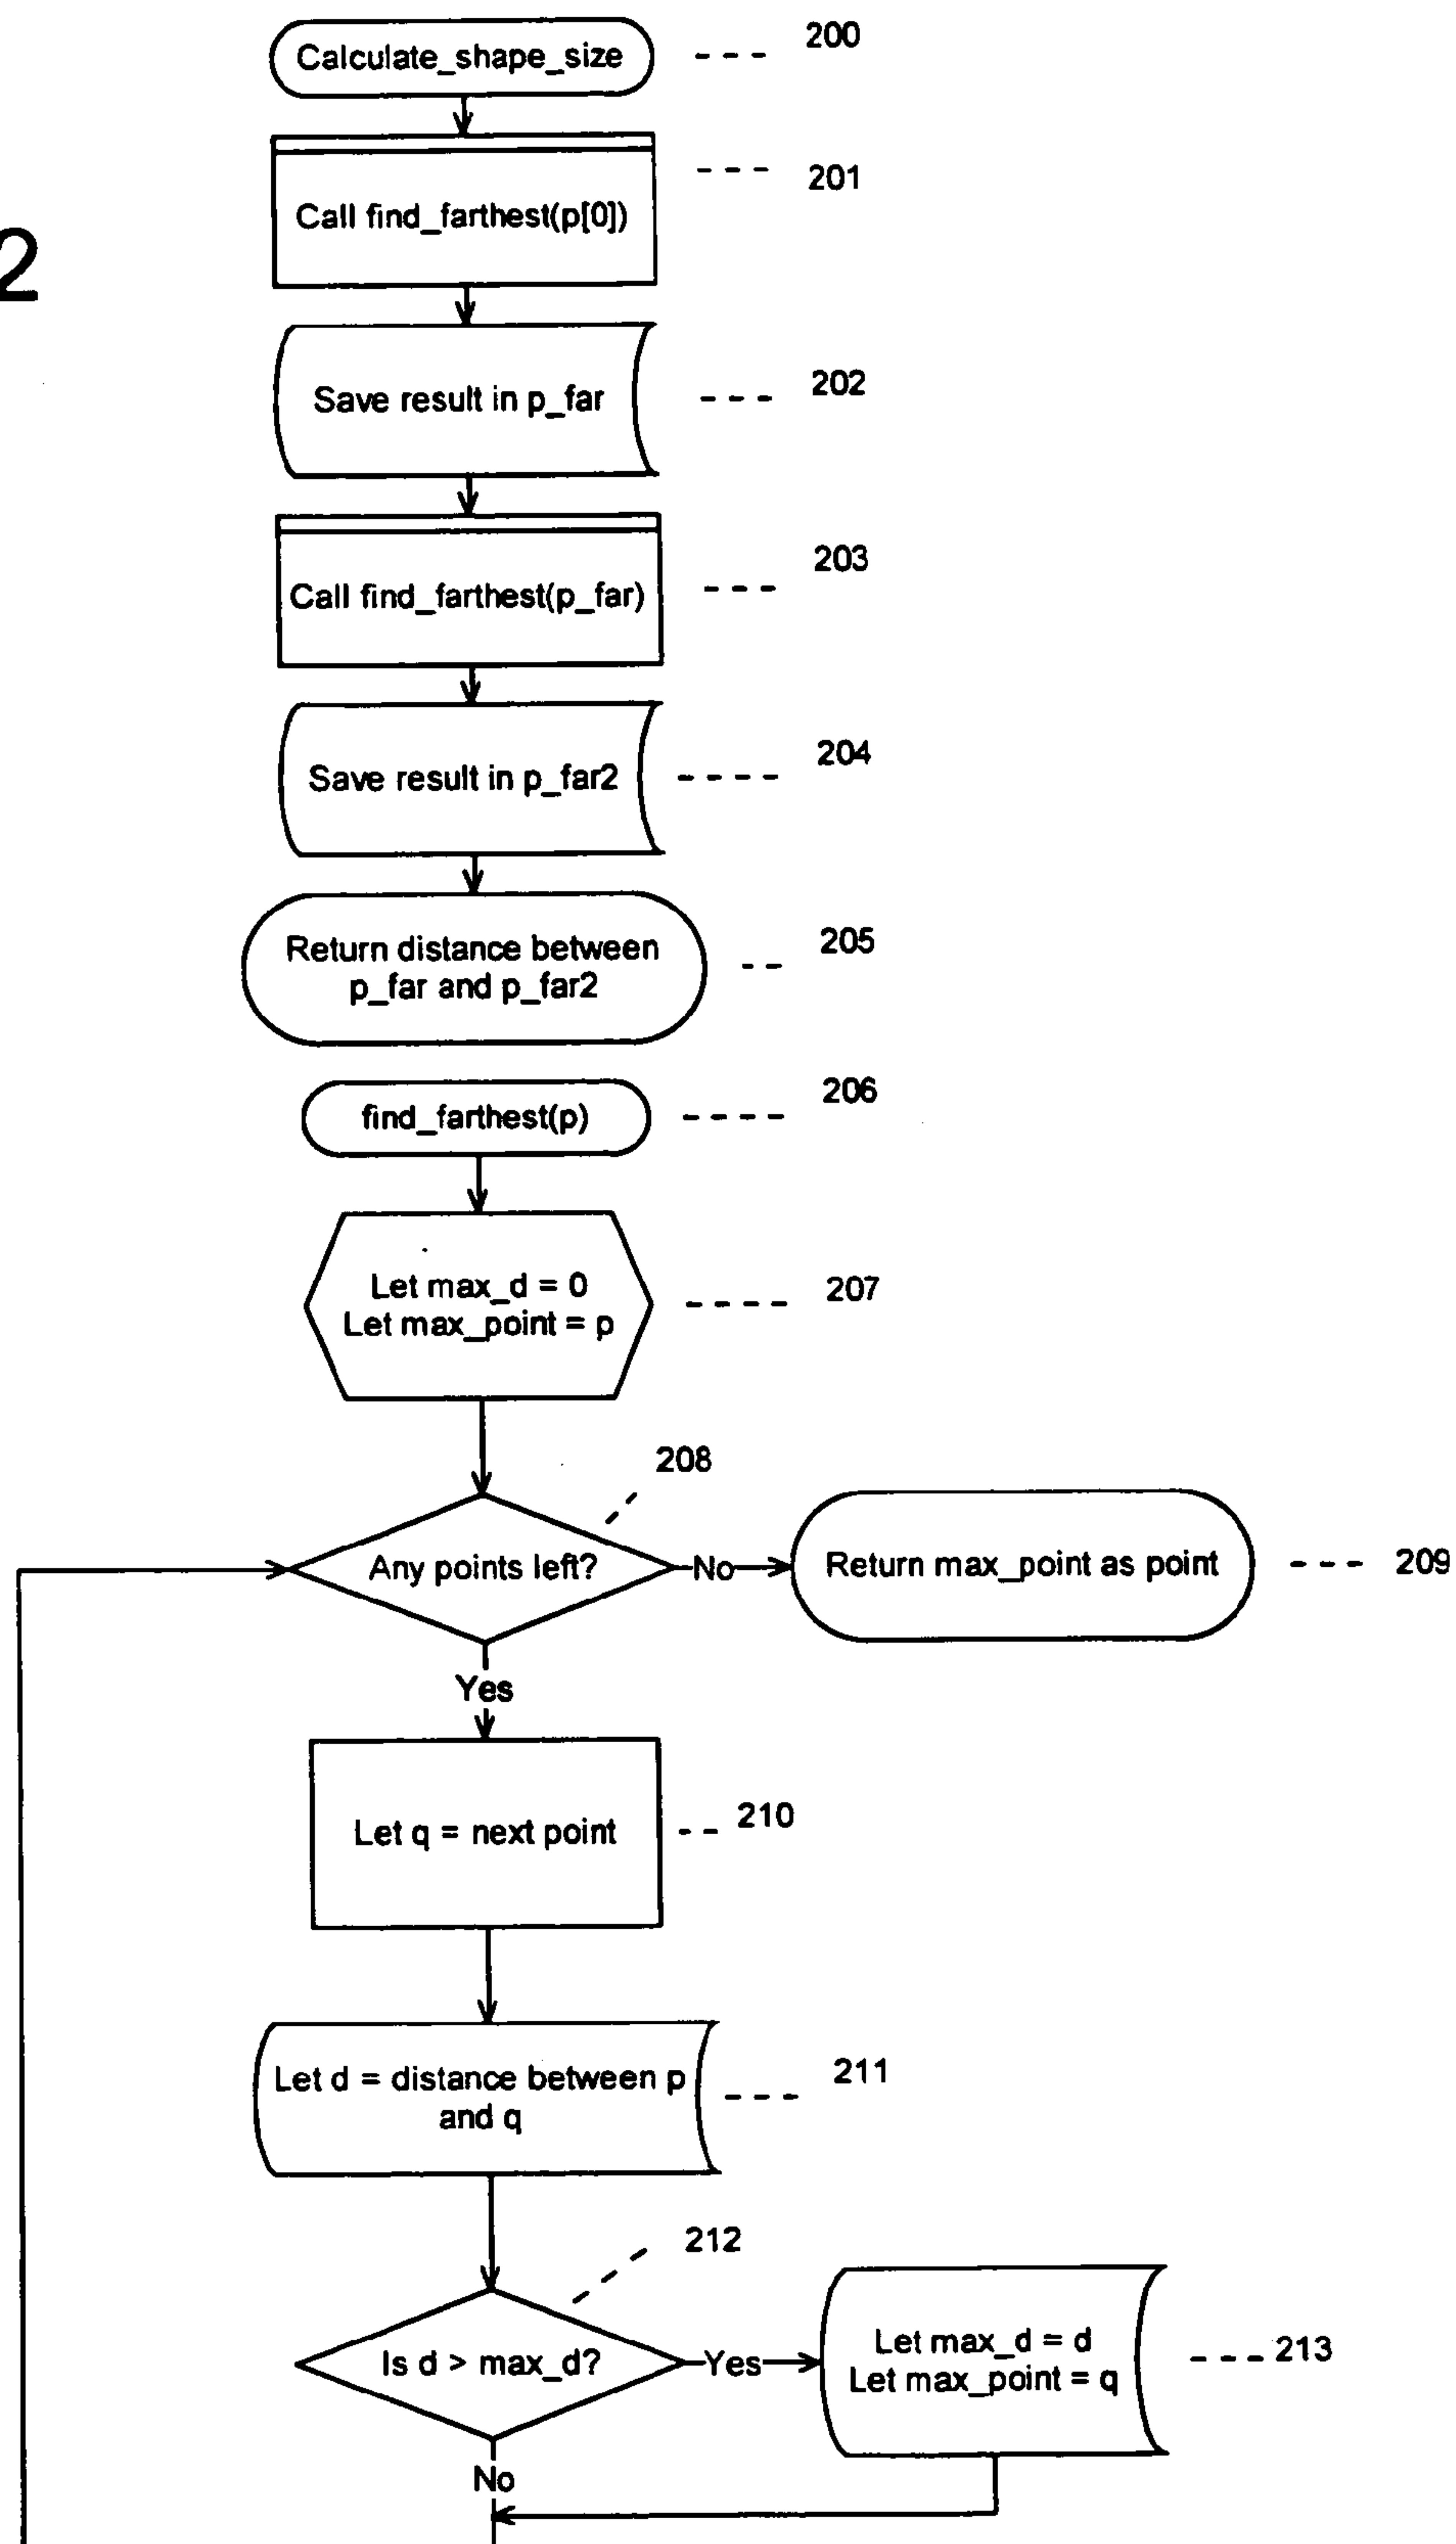 Calculate_shape_size
200
201
Call find_farthest(p[0])
2
202
Save result in p_far
203
Call find_farthest(p_far)
204
Save result in p_far2
205
Return distance between
p_far and p_far2
206
find_farthest(p)
Let max_d = 0
Let max_point = p
207
208
Any points left?
No
Return max_point as point
209
Yes
Let q = next point
210
Let d = distance between p
and q
211
212
Is d > max_d?
Yes
Let max_d = d
Let max_point = q
213
No